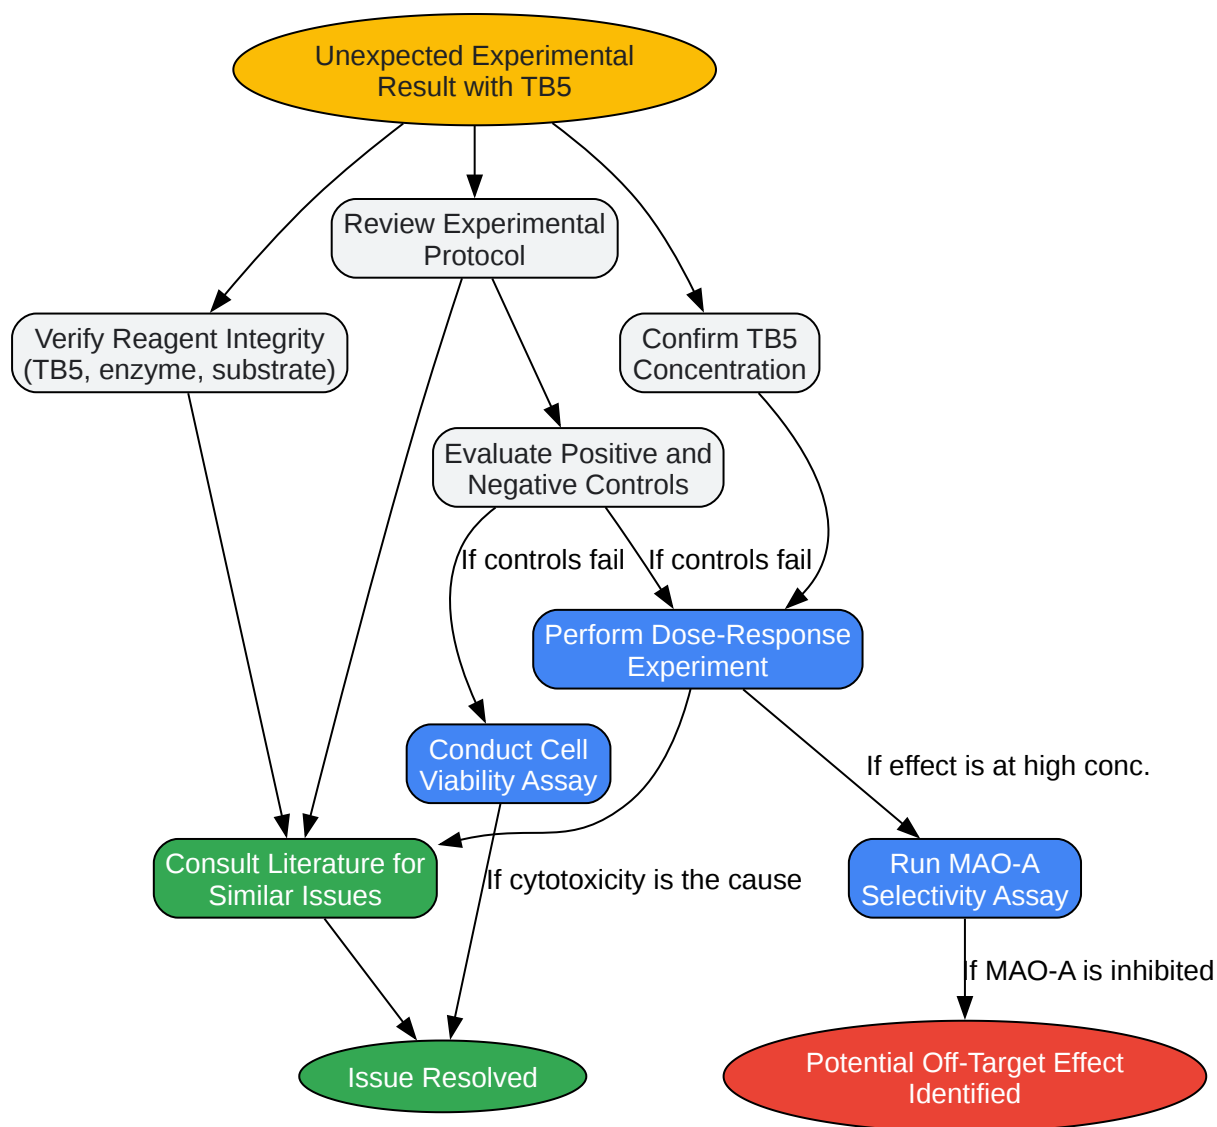 Unexpected Experimental
Result with TB5
Review Experimental
Protocol
Verify Reagent Integrity
(TB5, enzyme, substrate)
Confirm TB5
Concentration
Evaluate Positive and
Negative Controls
If controls fail
If controls fail
Perform Dose-Response
Experiment
Conduct Cell
Viability Assay
If effect is at high conc.
Consult Literature for
Similar Issues
If cytotoxicity is the cause
Run MAO-A
Selectivity Assay
If MAO-A is inhibited
Issue Resolved
Potential Off-Target Effect
Identified